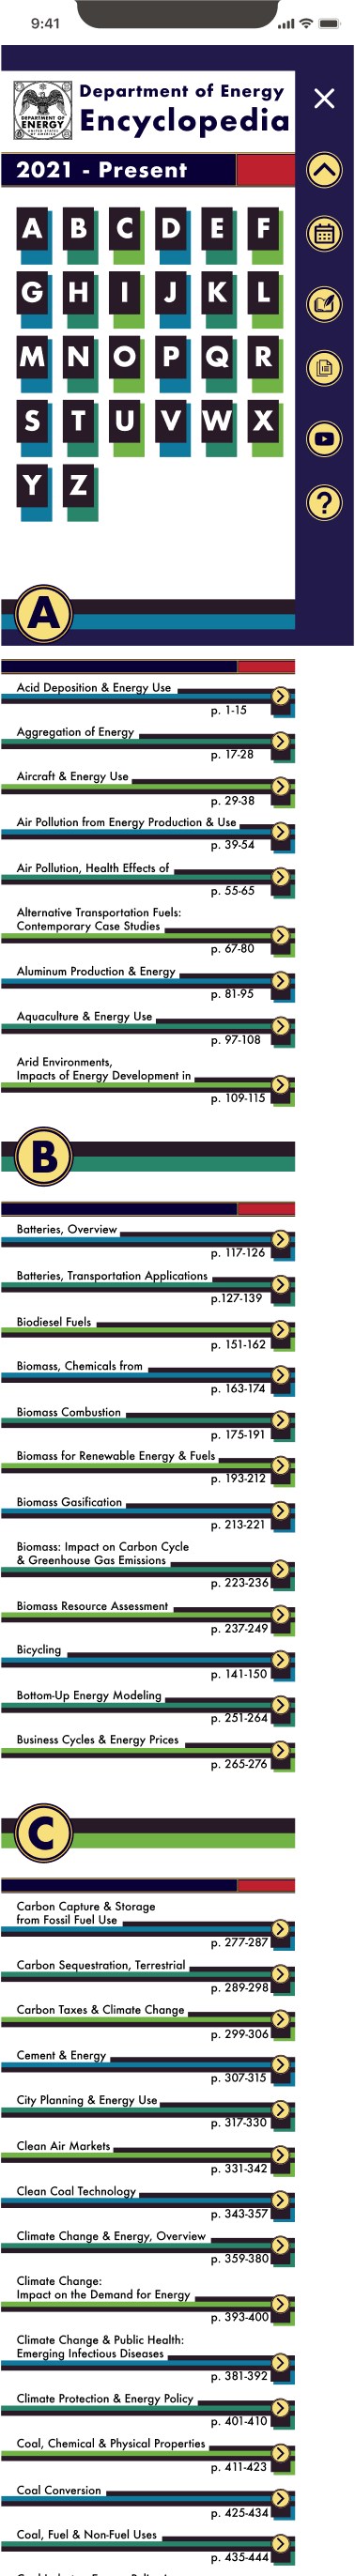 9:41
DEPARTMENT OF
ENERGY
UNITED STATES
OF AMERICA
Department of Energy
Encyclopedia
2021 - Present
A B C D E F
G H I J K L
M N O P Q R
S T U V W X
Y Z
?
A
Acid Deposition & Energy Use
p. 1-15
Aggregation of Energy
p. 17-28
Aircraft & Energy Use
p. 29-38
Air Pollution from Energy Production & Use
p. 39-54
Air Pollution, Health Effects of
p. 55-65
Alternative Transportation Fuels:
Contemporary Case Studies
p. 67-80
Aluminum Production & Energy
p. 81-95
Aquaculture & Energy Use
p. 97-108
Arid Environments,
Impacts of Energy Development in
p. 109-115
B
Batteries, Overview
p. 117-126
Batteries, Transportation Applications
p.127-139
Biodiesel Fuels
p. 151-162
Biomass, Chemicals from
p. 163-174
Biomass Combustion
p. 175-191
Biomass for Renewable Energy & Fuels
p. 193-212
Biomass Gasification
p. 213-221
Biomass: Impact on Carbon Cycle
& Greenhouse Gas Emissions
p. 223-236
Biomass Resource Assessment
p. 237-249
Bicycling
p. 141-150
Bottom-Up Energy Modeling
p. 251-264
Business Cycles & Energy Prices
p. 265-276
C
Carbon Capture & Storage
from Fossil Fuel Use
p. 277-287
Carbon Sequestration, Terrestrial
p. 289-298
Carbon Taxes & Climate Change
p. 299-306
Cement & Energy
p. 307-315
City Planning & Energy Use
p. 317-330
Clean Air Markets
p. 331-342
Clean Coal Technology
p. 343-357
Climate Change & Energy, Overview
p. 359-380
Climate Change:
Impact on the Demand for Energy
p. 393-400
Climate Change & Public Health:
Emerging Infectious Diseases
p. 381-392
Climate Protection & Energy Policy
p. 401-410
Coal, Chemical & Physical Properties
p. 411-423
Coal Conversion
p. 425-434
Coal, Fuel & Non-Fuel Uses
p. 435-444